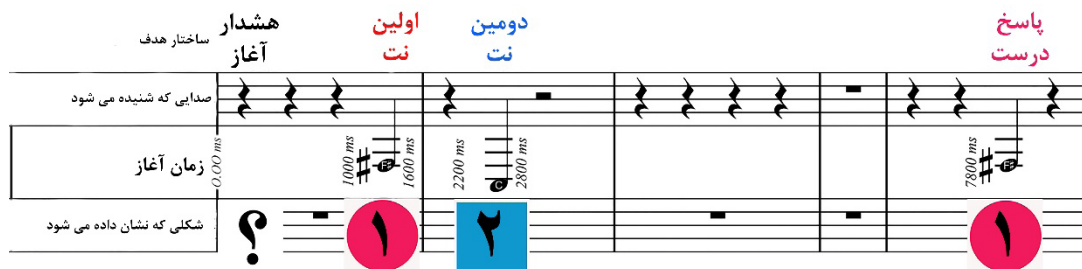 ساختار هدف
هشدار آغاز
اولین نت
دومین نت
پاسخ درست
صدایی که شنیده می شود
زمان آغاز
0.00 ms
1000 ms
F#
1600 ms
2200 ms
C
2800 ms
7800 ms
F#
شکلی که نشان داده می شود
؟
۱
۲
۱